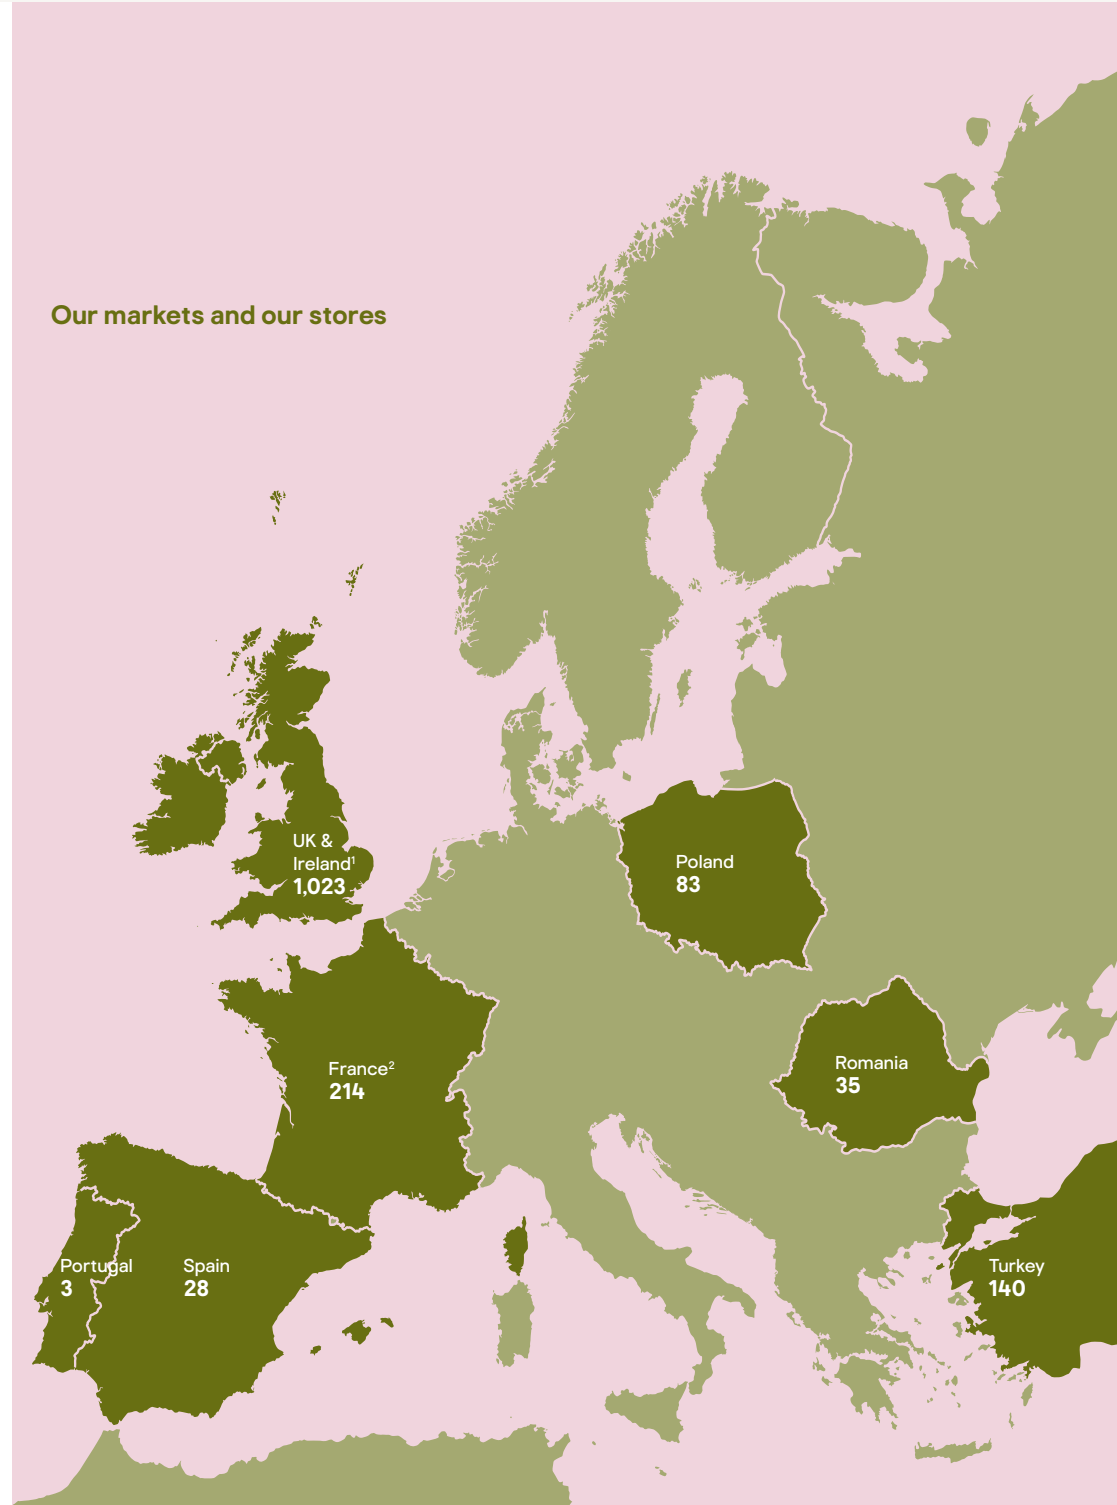 Our markets and our stores
UK &
Ireland¹
1,023
Poland
83
France²
214
Romania
35
Portugal
3
Spain
28
Turkey
140